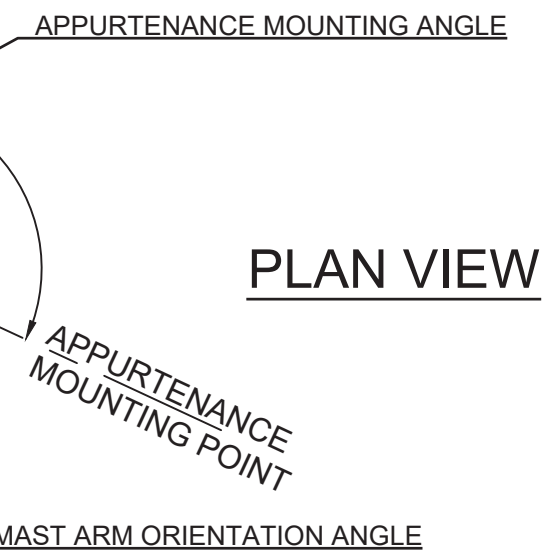 APPURTENANCE MOUNTING ANGLE
PLAN VIEW
APPURTENANCE
MOUNTING POINT
MAST ARM ORIENTATION ANGLE